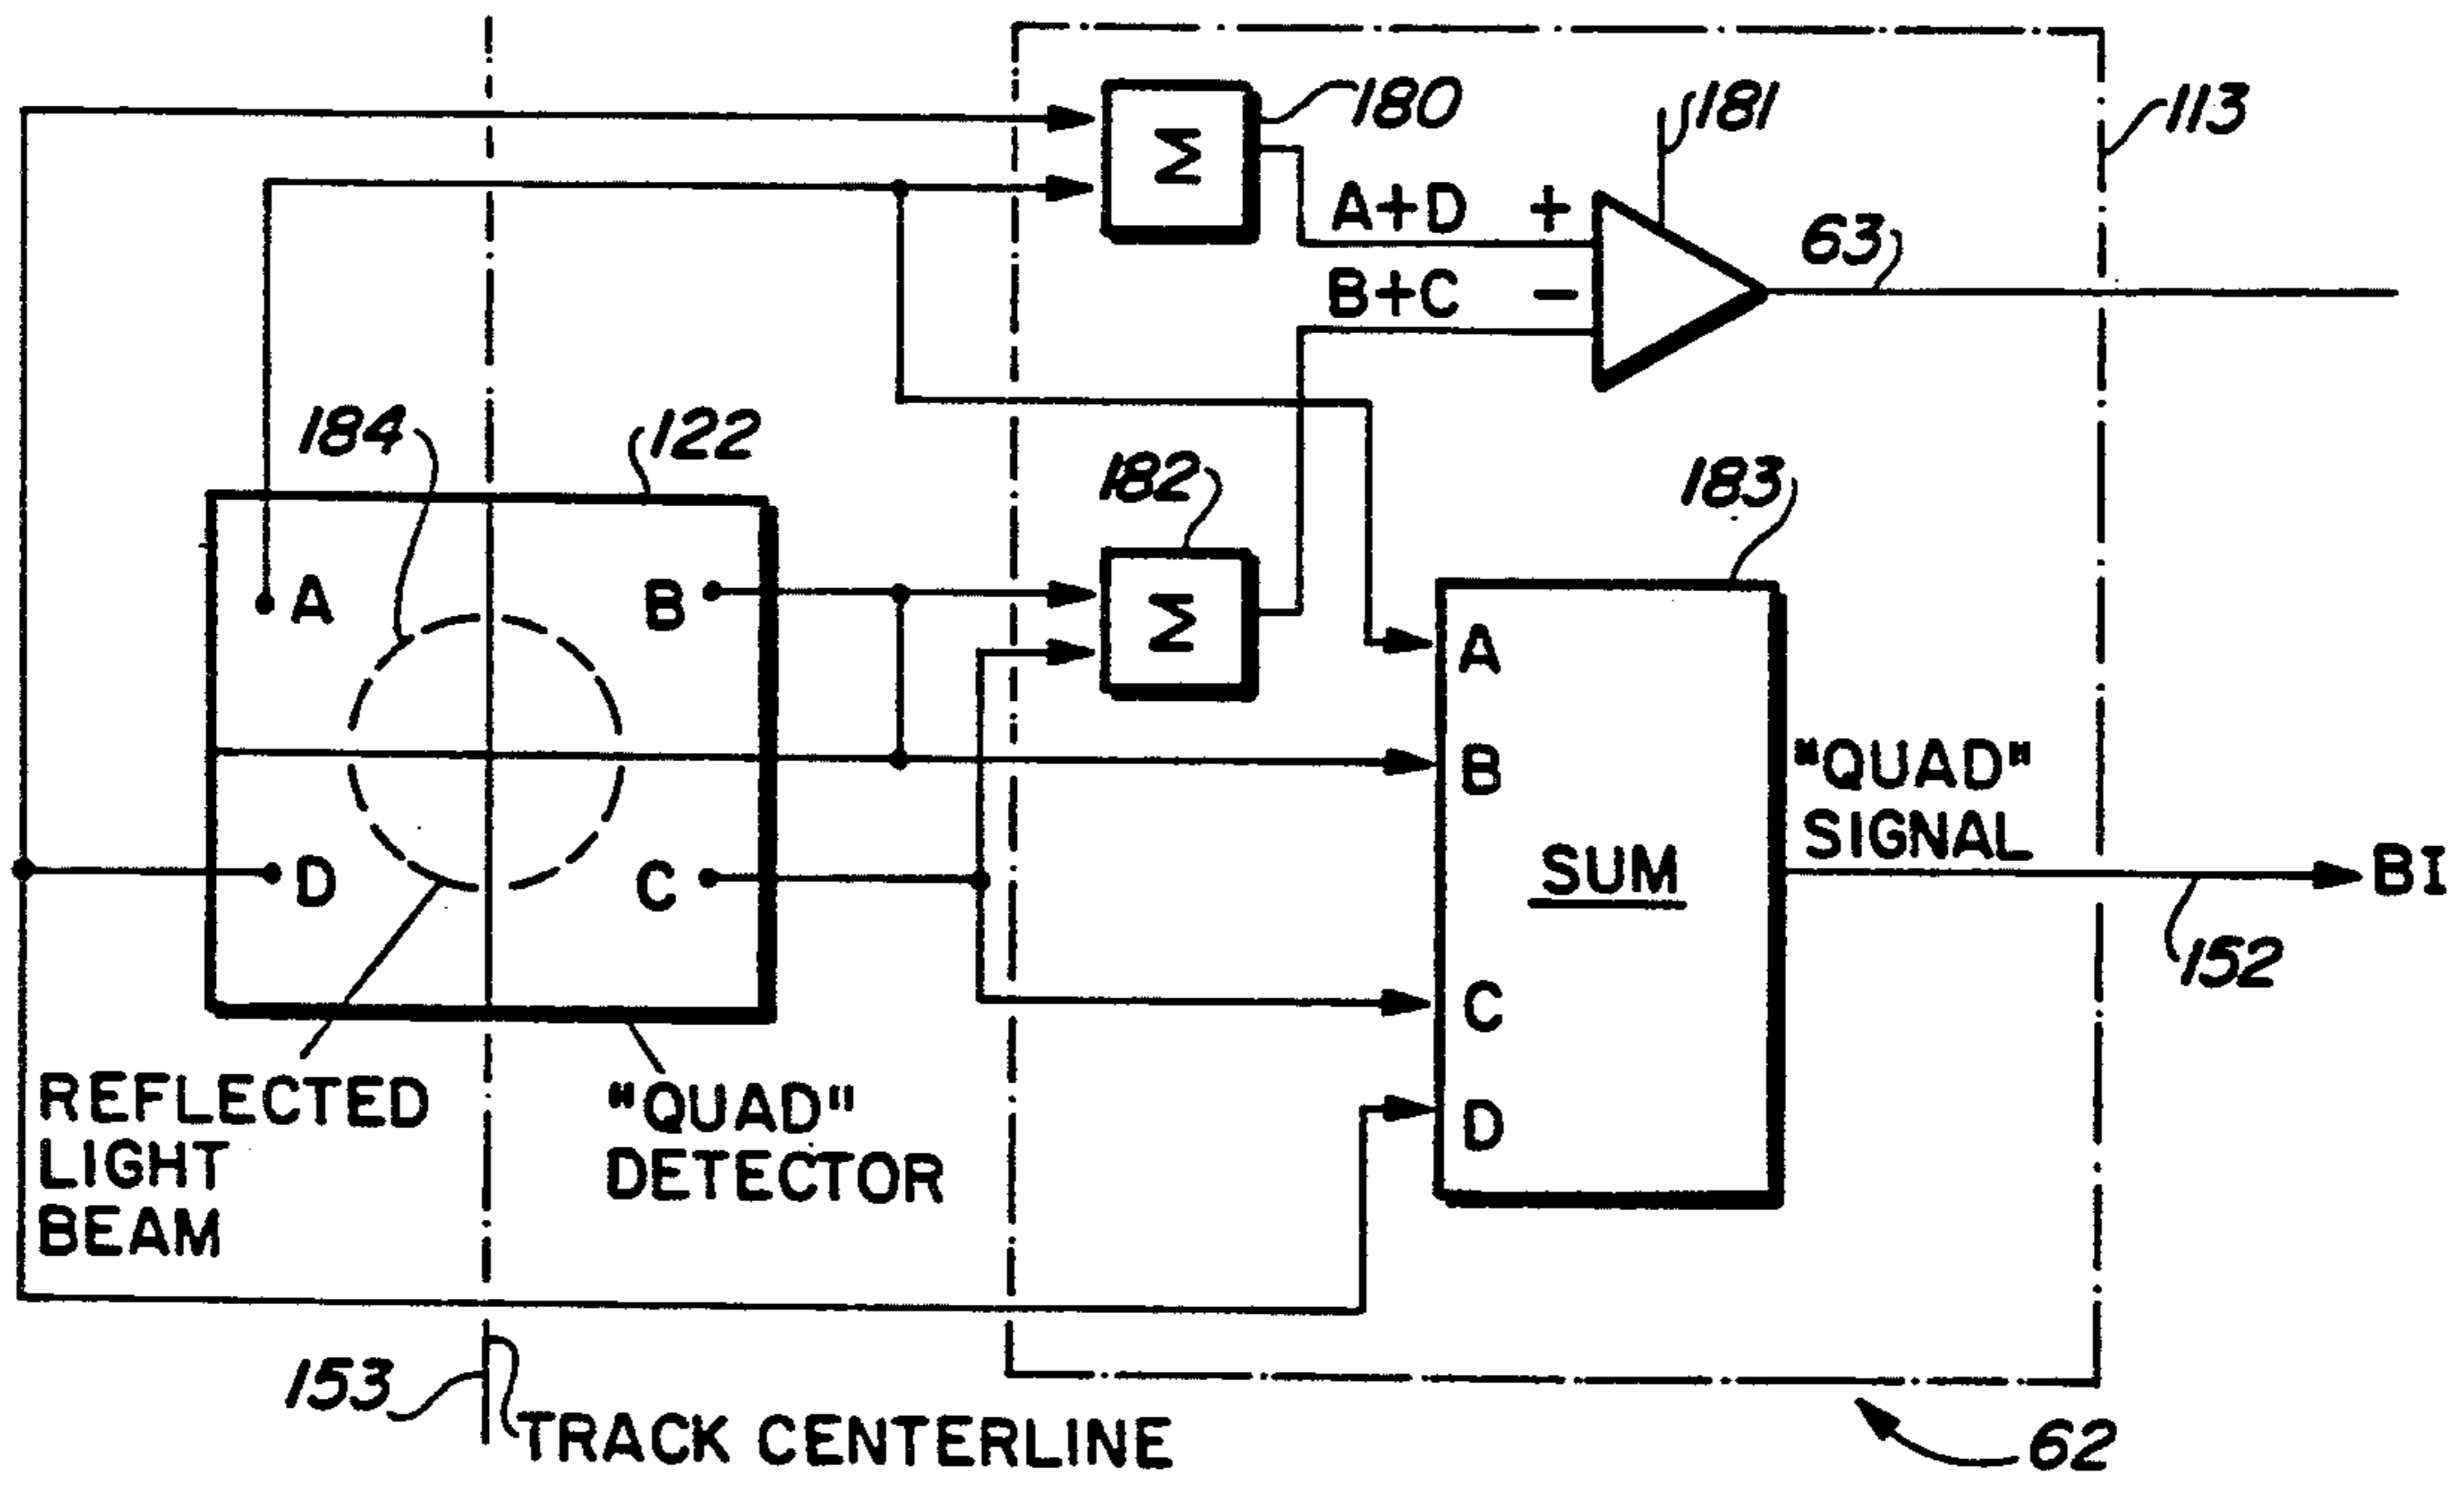 180
181
113
Σ
A+D +
63
B+C −
184
122
182
183
A
B
Σ
A
"QUAD"
B
SIGNAL
D
C
SUM
BI
152
C
REFLECTED
LIGHT
BEAM
"QUAD"
DETECTOR
D
153
TRACK CENTERLINE
62